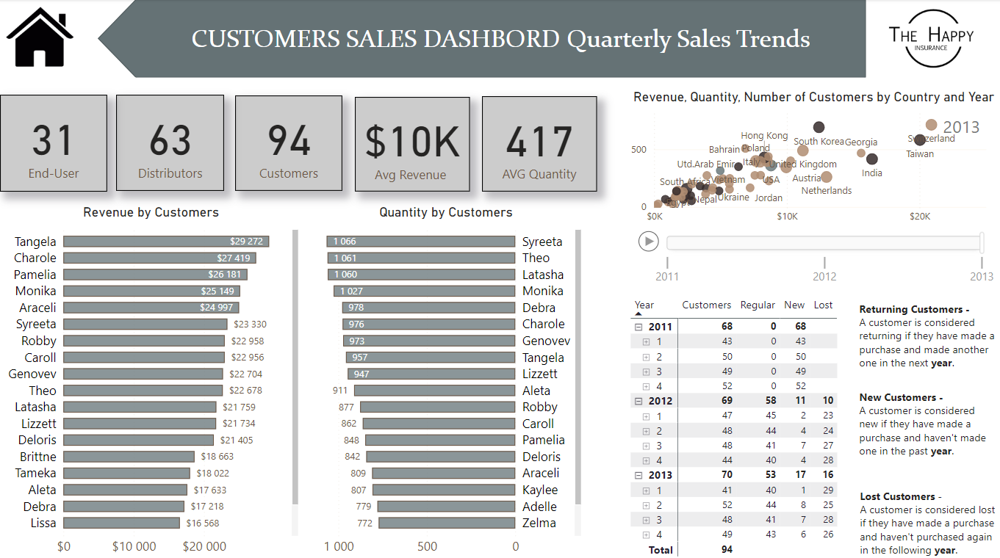 CUSTOMERS SALES DASHBORD Quarterly Sales Trends
THE HAPPY
INSURANCE
31
End-User
63
Distributors
94
Customers
$10K
Avg Revenue
417
AVG Quantity
Revenue by Customers
Tangela $29 272
Charole $27 419
Pamelia $26 181
Monika $25 149
Araceli $24 997
Syreeta $23 330
Robby $22 958
Caroll $22 956
Genovev $22 704
Theo $22 678
Latasha $21 759
Lizzett $21 734
Deloris $21 405
Brittne $18 663
Tameka $18 022
Aleta $17 633
Debra $17 218
Lissa $16 568
$0 $10 000 $20 000
Quantity by Customers
1 066 Syreeta
1 061 Theo
1 060 Latasha
1 027 Monika
978 Debra
976 Charole
973 Genovev
957 Tangela
947 Lizzett
911 Aleta
877 Robby
862 Caroll
848 Pamelia
842 Deloris
809 Araceli
807 Kaylee
779 Adelle
772 Zelma
1 000 500 0
Revenue, Quantity, Number of Customers by Country and Year
2013
Hong Kong
South Korea Georgia
Bahrain Poland
500
Taiwan
Utd.Arab Emir Italy United Kingdom
India
South Africa Vietnam USA Austria
Netherlands
Nepal Ukraine Jordan
0
$0K $10K $20K
2011 2012 2013
Year Customers Regular New Lost
2011 68 0 68
1 43 0 43
2 50 0 50
3 49 0 49
4 52 0 52
2012 69 58 11 10
1 47 45 2 23
2 48 44 4 24
3 48 41 7 27
4 44 40 4 28
2013 70 53 17 16
1 41 40 1 29
2 52 44 8 25
3 48 41 7 28
4 49 43 6 26
Total 94
Returning Customers -
A customer is considered
returning if they have made a
purchase and made another
one in the next year.
New Customers -
A customer is considered
new if they have made a
purchase and haven't made
one in the past year.
Lost Customers -
A customer is considered lost
if they have made a purchase
and haven't purchased again
in the following year.